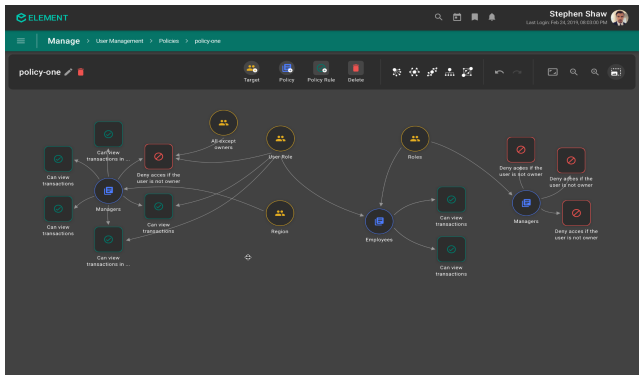 ELEMENT
Stephen Shaw
Last Login: Feb 24, 2019, 08:03:00 PM
Manage > User Management > Policies > policy-one
policy-one
Target
Policy
Policy Rule
Delete
All except
owners
User Role
Roles
Can view
transactions in...
Deny acces if the
user is not owner
Can view
transactions
Managers
Can view
transactions
Can view
transactions
Can view
transactions in ...
Region
Employees
Can view
transactions
Can view
transactions
Deny acces if the
user is not owner
Deny acces if the
user is not owner
Managers
Deny acces if the
user is not owner